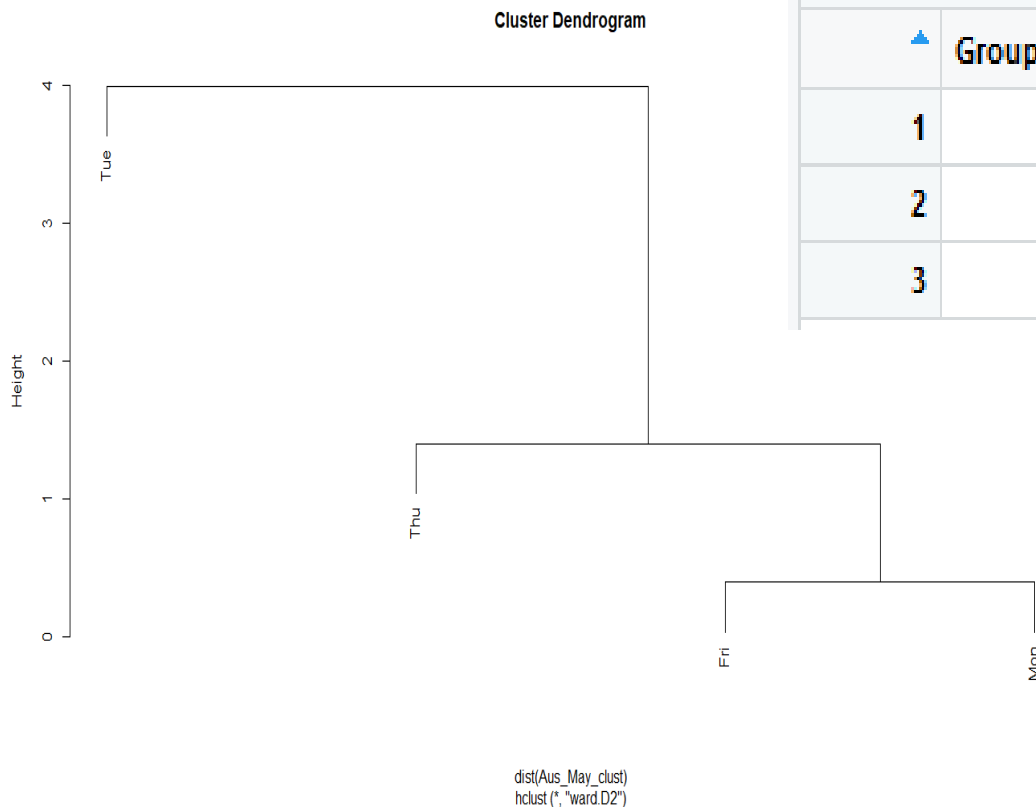 Cluster Dendrogram
Group
1
2
3
4
3
2
1
0
Height
Tue
Thu
Fri
Mon
dist(Aus_May_clust)
hclust (*, "ward.D2")